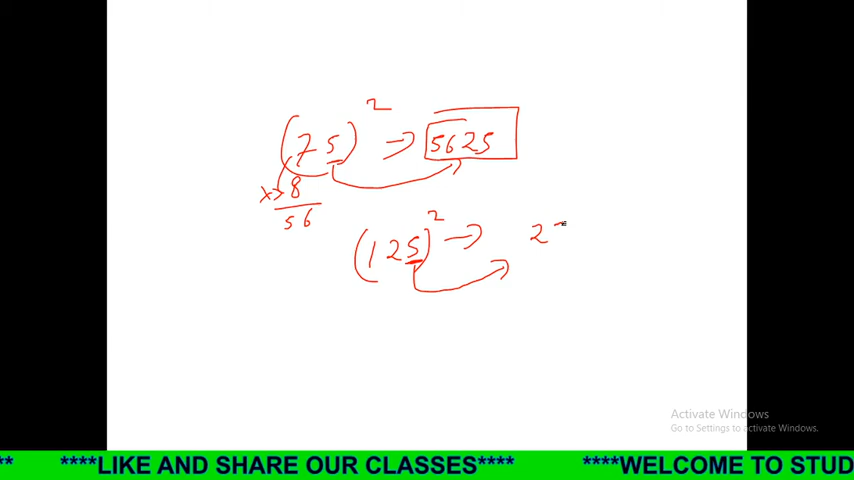 (75)² → 5625
×8
56
(125)² → 2
Activate Windows
Go to Settings to activate Windows.
** ****LIKE AND SHARE OUR CLASSES**** ****WELCOME TO STUD